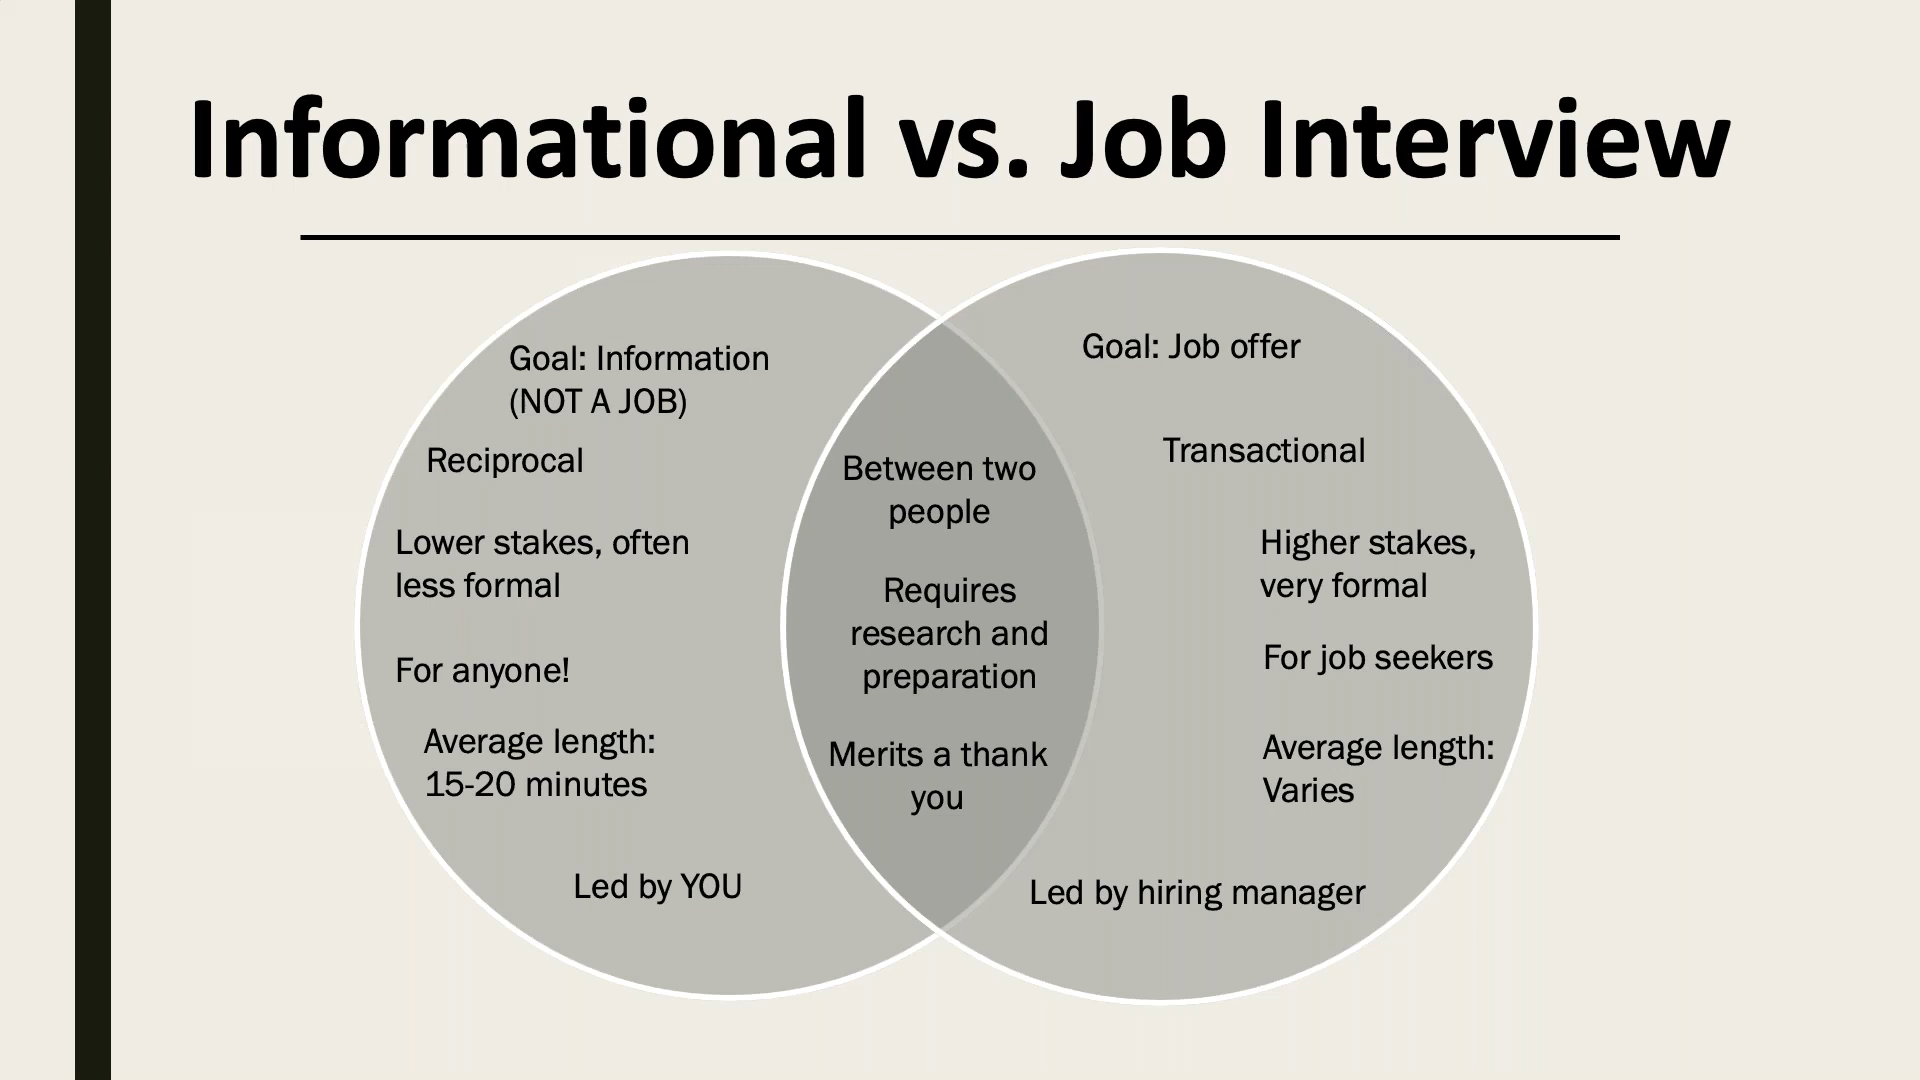 Informational vs. Job Interview
Goal: Information
(NOT A JOB)
Reciprocal
Lower stakes, often
less formal
For anyone!
Average length:
15-20 minutes
Led by YOU
Between two
people
Requires
research and
preparation
Merits a thank
you
Goal: Job offer
Transactional
Higher stakes,
very formal
For job seekers
Average length:
Varies
Led by hiring manager